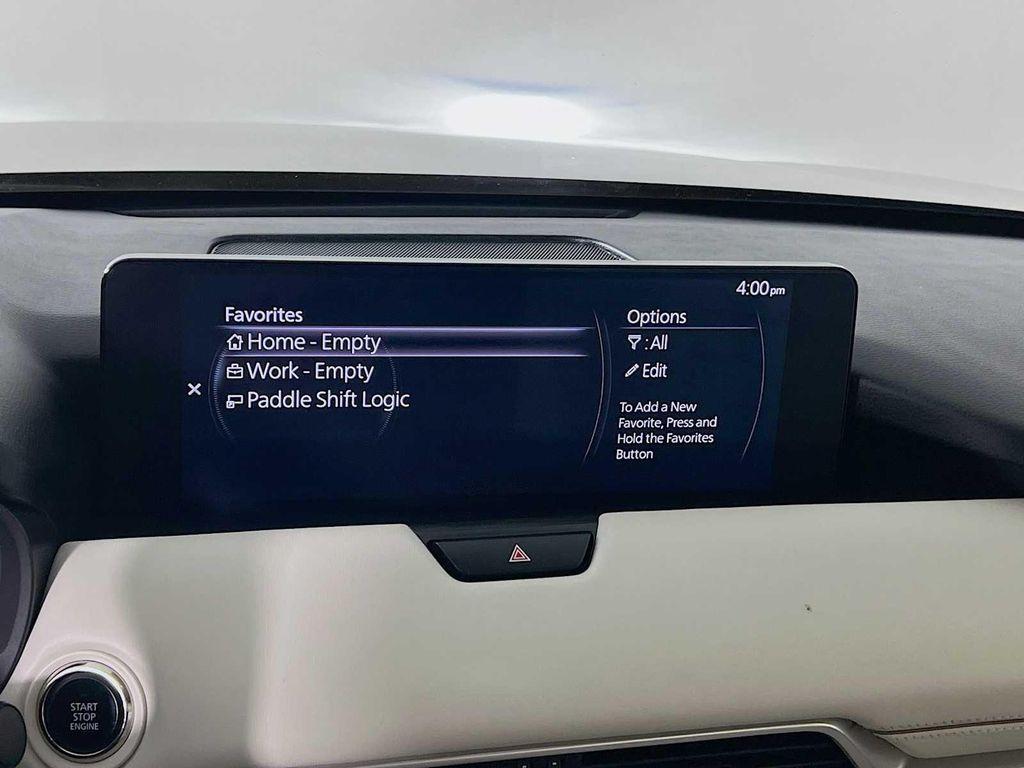 4:00pm
Favorites
Home - Empty
Work - Empty
Paddle Shift Logic
Options
: All
Edit
To Add a New
Favorite, Press and
Hold the Favorites
Button
START
STOP
ENGINE